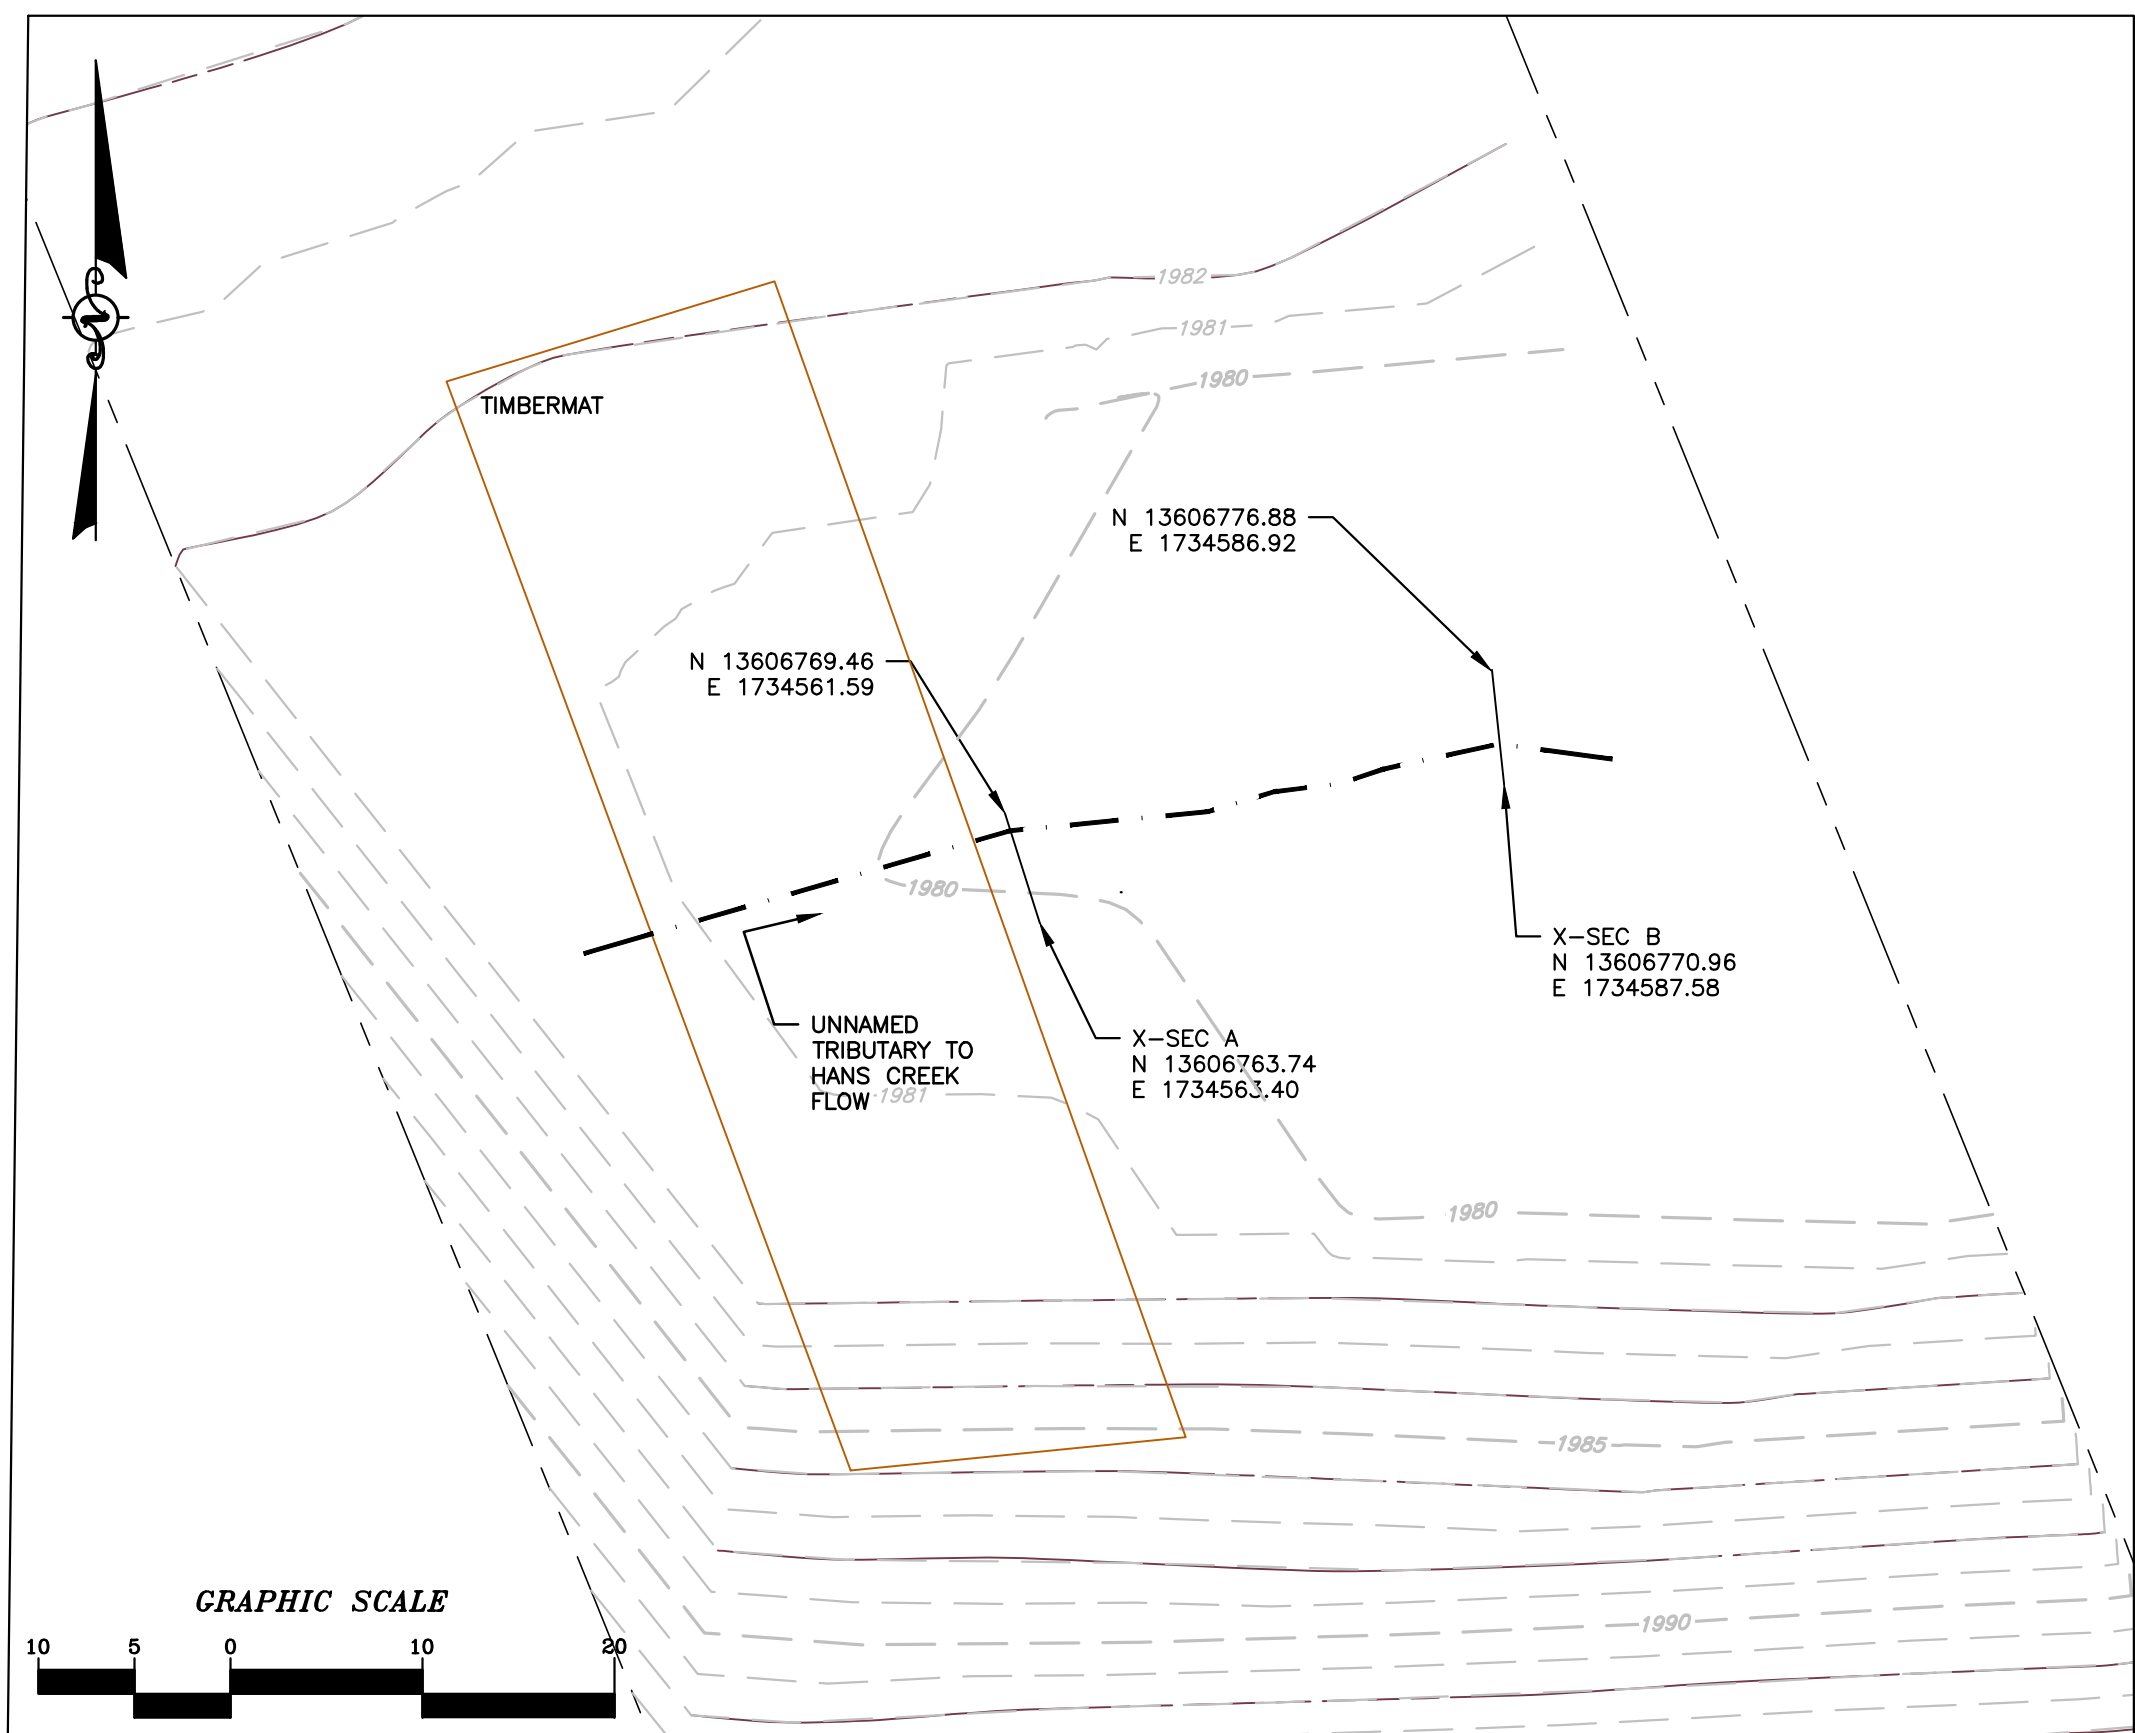 1982
1981
1980
TIMBERMAT
N 13606776.88
E 1734586.92
N 13606769.46
E 1734561.59
1980
X-SEC B
N 13606770.96
E 1734587.58
UNNAMED
TRIBUTARY TO
HANS CREEK
FLOW
X-SEC A
N 13606763.74
E 1734563.40
1981
1980
1985
1990
GRAPHIC SCALE
10 5 0 10 20
N